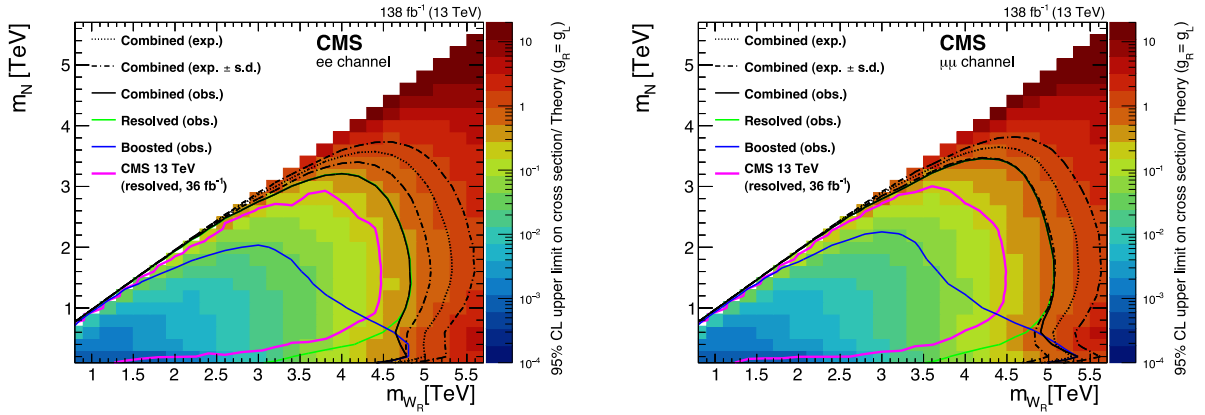 138 fb⁻¹ (13 TeV)
m_N [TeV]
CMS
ee channel
Combined (exp.)
Combined (exp. ± s.d.)
Combined (obs.)
Resolved (obs.)
Boosted (obs.)
CMS 13 TeV
(resolved, 36 fb⁻¹)
5
4
3
2
1
1 1.5 2 2.5 3 3.5 4 4.5 5 5.5
m_{W_R}[TeV]
10
1
10⁻¹
10⁻²
10⁻³
10⁻⁴
95% CL upper limit on cross section/ Theory (g_R = g_L)
138 fb⁻¹ (13 TeV)
m_N [TeV]
CMS
μμ channel
Combined (exp.)
Combined (exp. ± s.d.)
Combined (obs.)
Resolved (obs.)
Boosted (obs.)
CMS 13 TeV
(resolved, 36 fb⁻¹)
5
4
3
2
1
1 1.5 2 2.5 3 3.5 4 4.5 5 5.5
m_{W_R}[TeV]
10
1
10⁻¹
10⁻²
10⁻³
10⁻⁴
95% CL upper limit on cross section/ Theory (g_R = g_L)